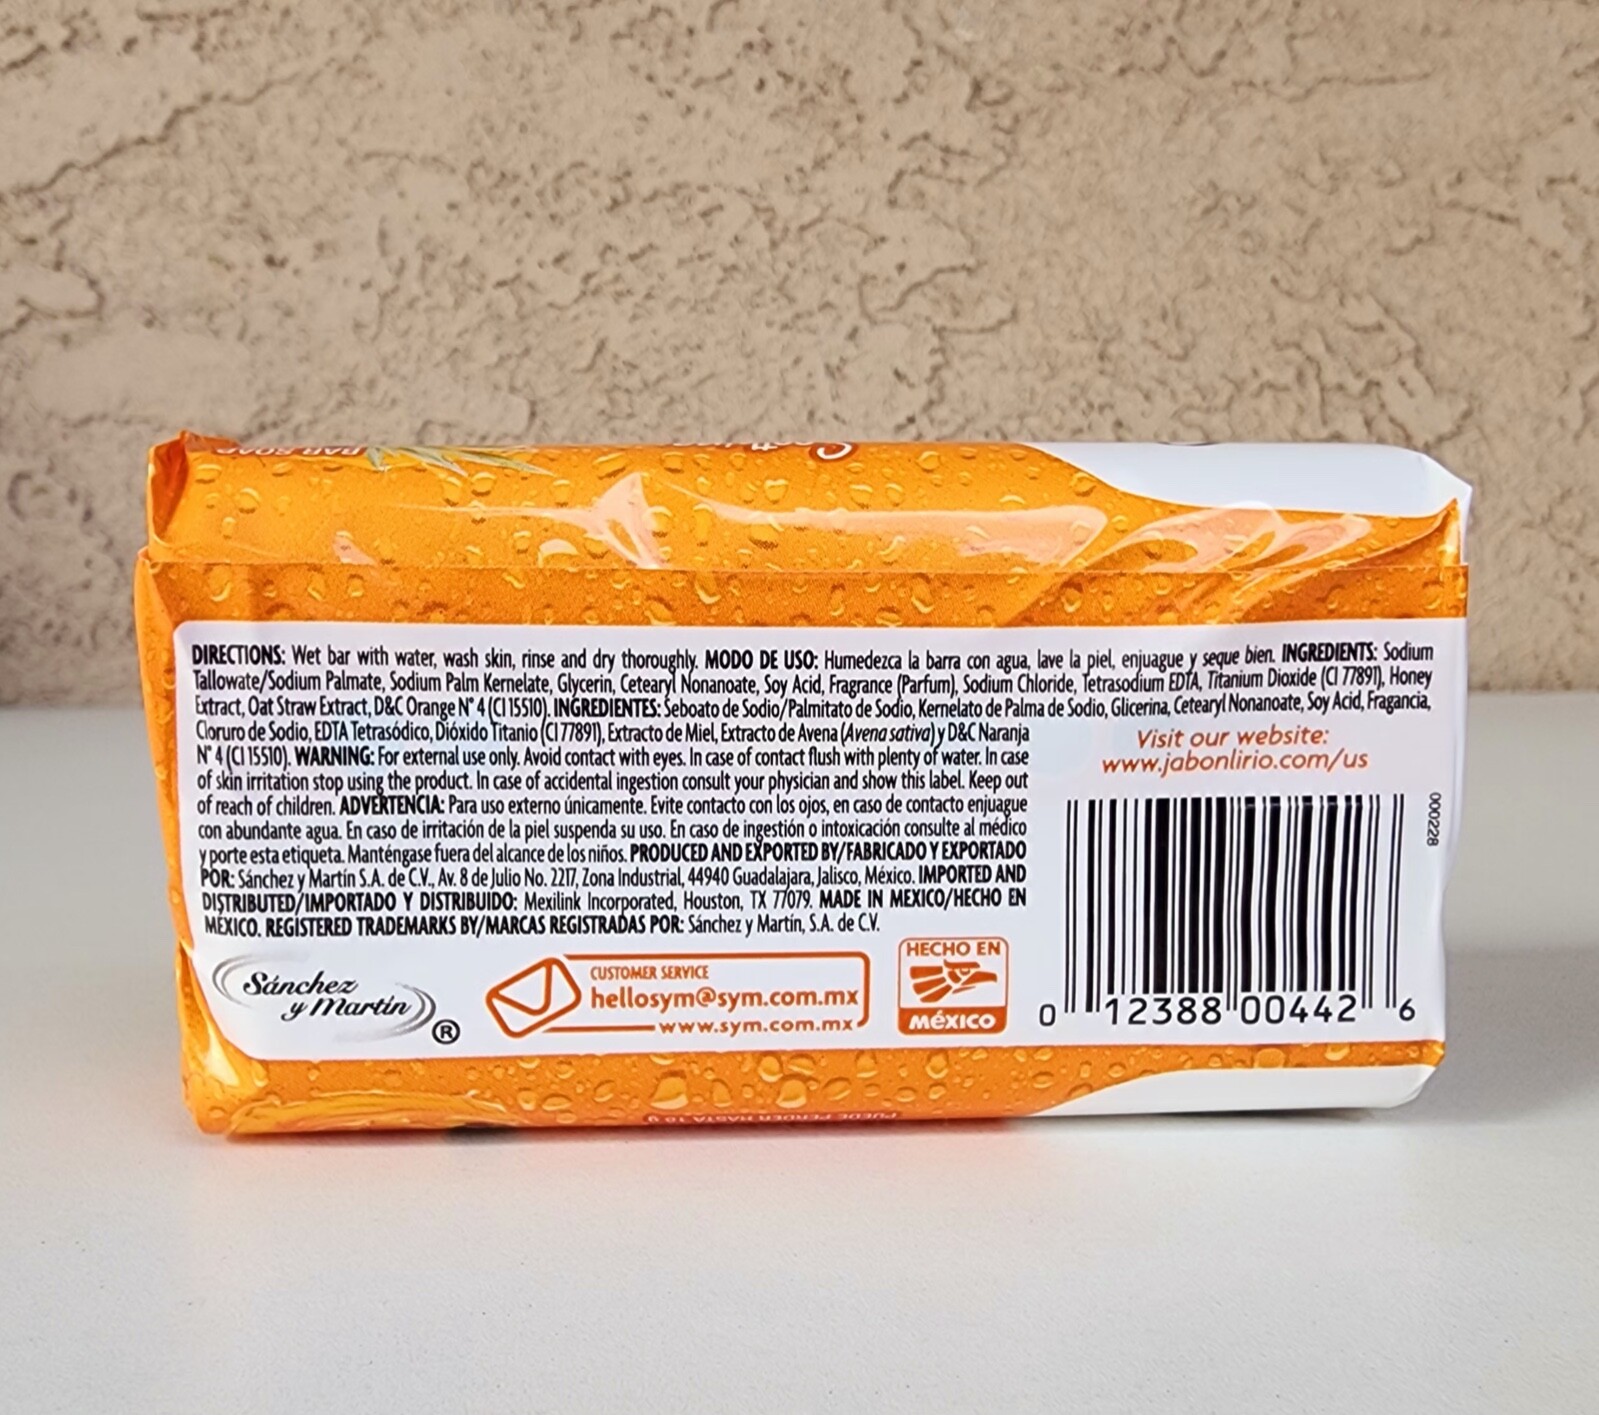 BAR SOAP
DIRECTIONS: Wet bar with water, wash skin, rinse and dry thoroughly. MODO DE USO: Humedezca la barra con agua, lave la piel, enjuague y seque bien. INGREDIENTS: Sodium
Tallowate/Sodium Palmate, Sodium Palm Kernelate, Glycerin, Cetearyl Nonanoate, Soy Acid, Fragrance (Parfum), Sodium Chloride, Tetrasodium EDTA, Titanium Dioxide (CI 77891), Honey
Extract, Oat Straw Extract, D&C Orange N° 4 (CI 15510). INGREDIENTES: Seboato de Sodio/Palmitato de Sodio, Kernelato de Palma de Sodio, Glicerina, Cetearyl Nonanoate, Soy Acid, Fragancia,
Cloruro de Sodio, EDTA Tetrasódico, Dióxido Titanio (CI 77891), Extracto de Miel, Extracto de Avena (Avena sativa) y D&C Naranja
N° 4 (CI 15510). WARNING: For external use only. Avoid contact with eyes. In case of contact flush with plenty of water. In case
of skin irritation stop using the product. In case of accidental ingestion consult your physician and show this label. Keep out
of reach of children. ADVERTENCIA: Para uso externo únicamente. Evite contacto con los ojos, en caso de contacto enjuague
con abundante agua. En caso de irritación de la piel suspenda su uso. En caso de ingestión o intoxicación consulte al médico
y porte esta etiqueta. Manténgase fuera del alcance de los niños. PRODUCED AND EXPORTED BY/FABRICADO Y EXPORTADO
POR: Sánchez y Martín S.A. de C.V., Av. 8 de Julio No. 2217, Zona Industrial, 44940 Guadalajara, Jalisco, México. IMPORTED AND
DISTRIBUTED/IMPORTADO Y DISTRIBUIDO: Mexilink Incorporated, Houston, TX 77079. MADE IN MEXICO/HECHO EN
MÉXICO. REGISTERED TRADEMARKS BY/MARCAS REGISTRADAS POR: Sánchez y Martín, S.A. de C.V.
Visit our website:
www.jabonlirio.com/us
000228
0 12388 00442 6
Sánchez
y Martín
®
CUSTOMER SERVICE
hellosym@sym.com.mx
www.sym.com.mx
HECHO EN
MéXICO
PUEDE PERDER HASTA 18 g